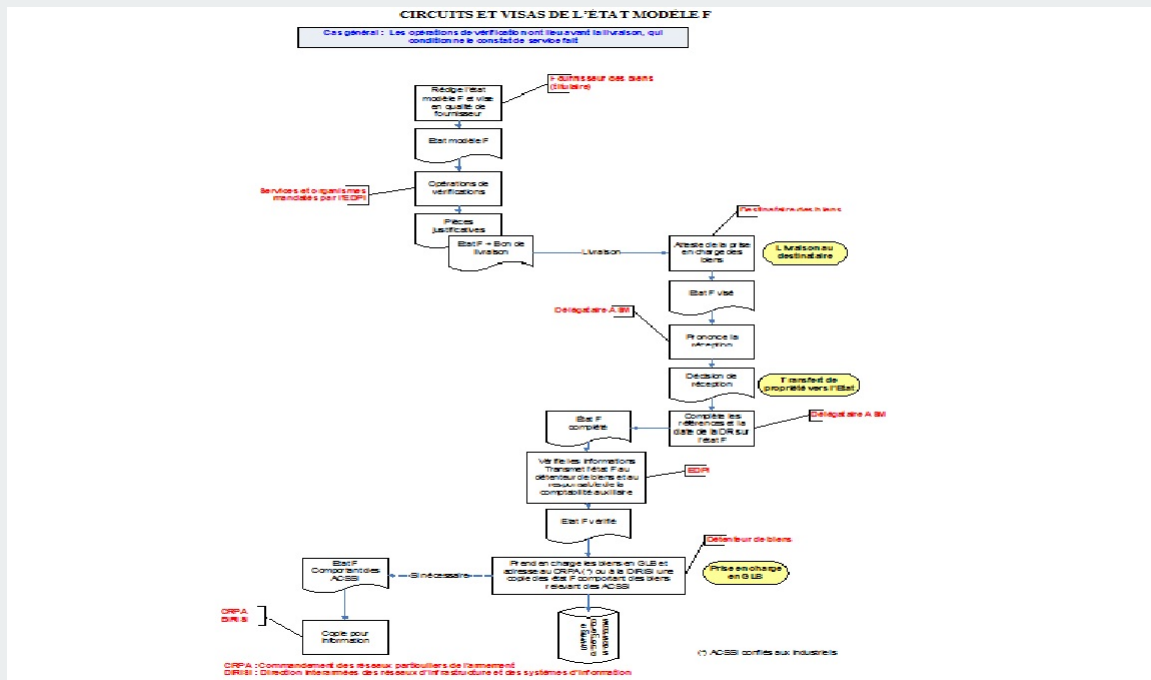 CIRCUITS ET VISAS DE L'ÉTAT MODÈLE F
Cas général : Les opérations de vérification ont lieu avant la livraison, qui
conditionne le constat de service fait
Fournisseur des biens
(titulaire)
Rédige l'état
modèle F et vise
en qualité de
fournisseur
Etat modèle F
Services et organismes
mandatés par l'EDPI
Opérations de
vérifications
Pièces
justificatives
Etat F + Bon de
livraison
Livraison
Destinataire des biens
Atteste de la prise
en charge des
biens
Livraison au
destinataire
Etat F visé
Délégataire ABM
Prononce la
réception
Décision de
réception
Transfert de
propriété vers l'Etat
Complète les
références et la
date de la DR sur
l'état F
Délégataire ABM
Etat F
complété
Vérifie les informations
Transmet l'état F au
détenteur de biens et au
responsable de la
comptabilité auxiliaire
EDPI
Etat F vérifié
Détenteur de biens
Prend en charge les biens en GLB et
adresse au CRPA (*) ou à la DIRISI une
copie des état F comportant des biens
relevant des ACSSI
Prise en charge
en GLB
Si nécessaire
Etat F
Comportant des
ACSSI
CRPA
DIRISI
Copie pour
information
(*) ACSSI confiés aux industriels
CRPA : Commandement des réseaux particuliers de l'armement
DIRISI : Direction interarmées des réseaux d'infrastructure et des systèmes d'information